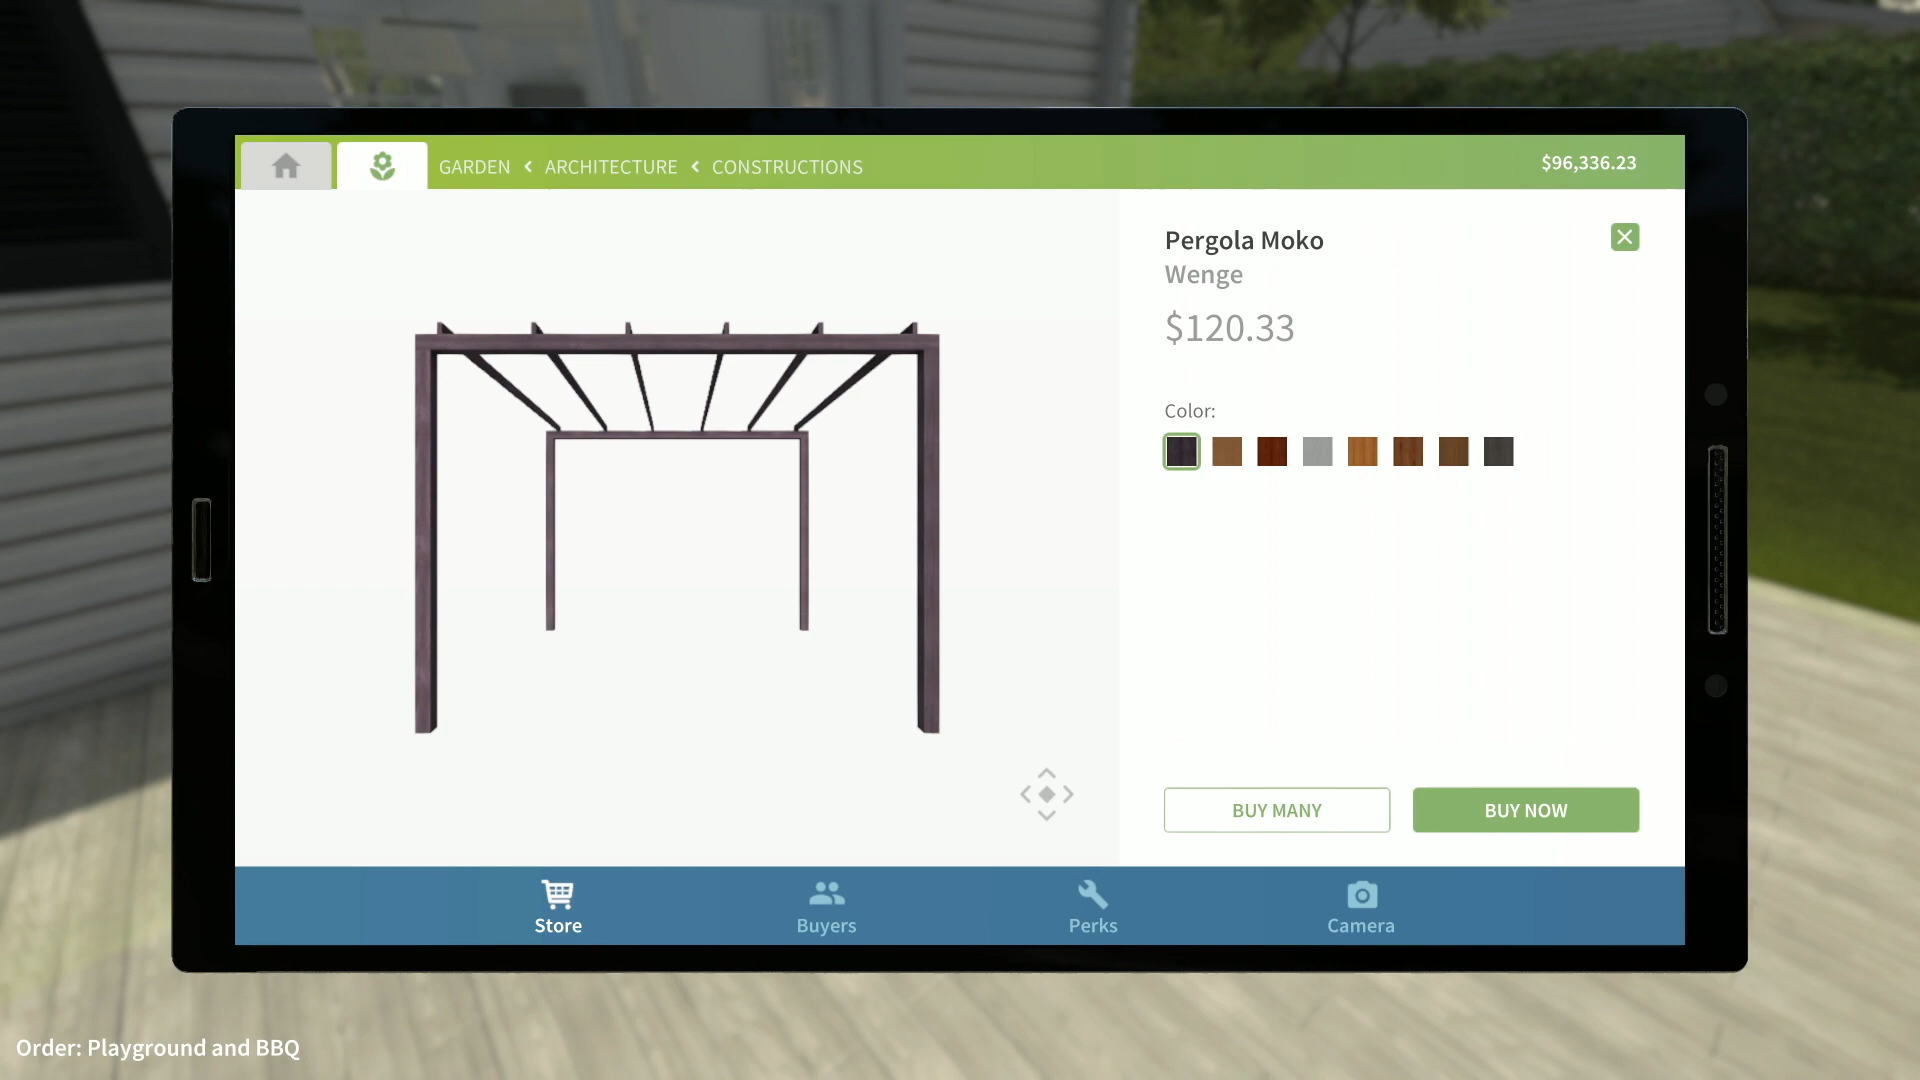 GARDEN < ARCHITECTURE < CONSTRUCTIONS
$96,336.23
Pergola Moko
Wenge
$120.33
Color:
BUY MANY
BUY NOW
Store
Buyers
Perks
Camera
Order: Playground and BBQ